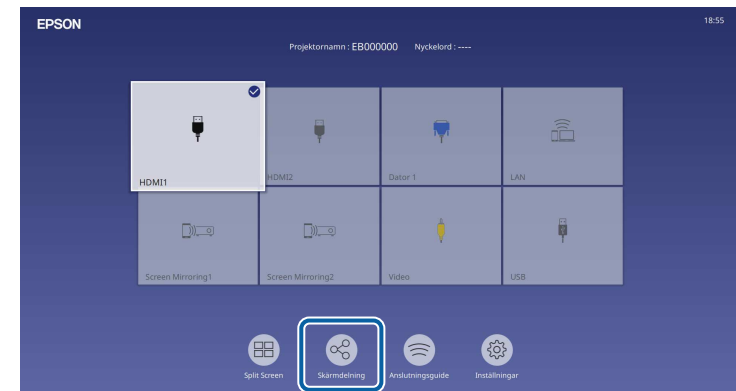 EPSON
18:55
Projektornamn : EB000000 Nyckelord : ----
HDMI1
HDMI2
Dator 1
LAN
Screen Mirroring1
Screen Mirroring2
Video
USB
Split Screen
Skärmdelning
Anslutningsguide
Inställningar